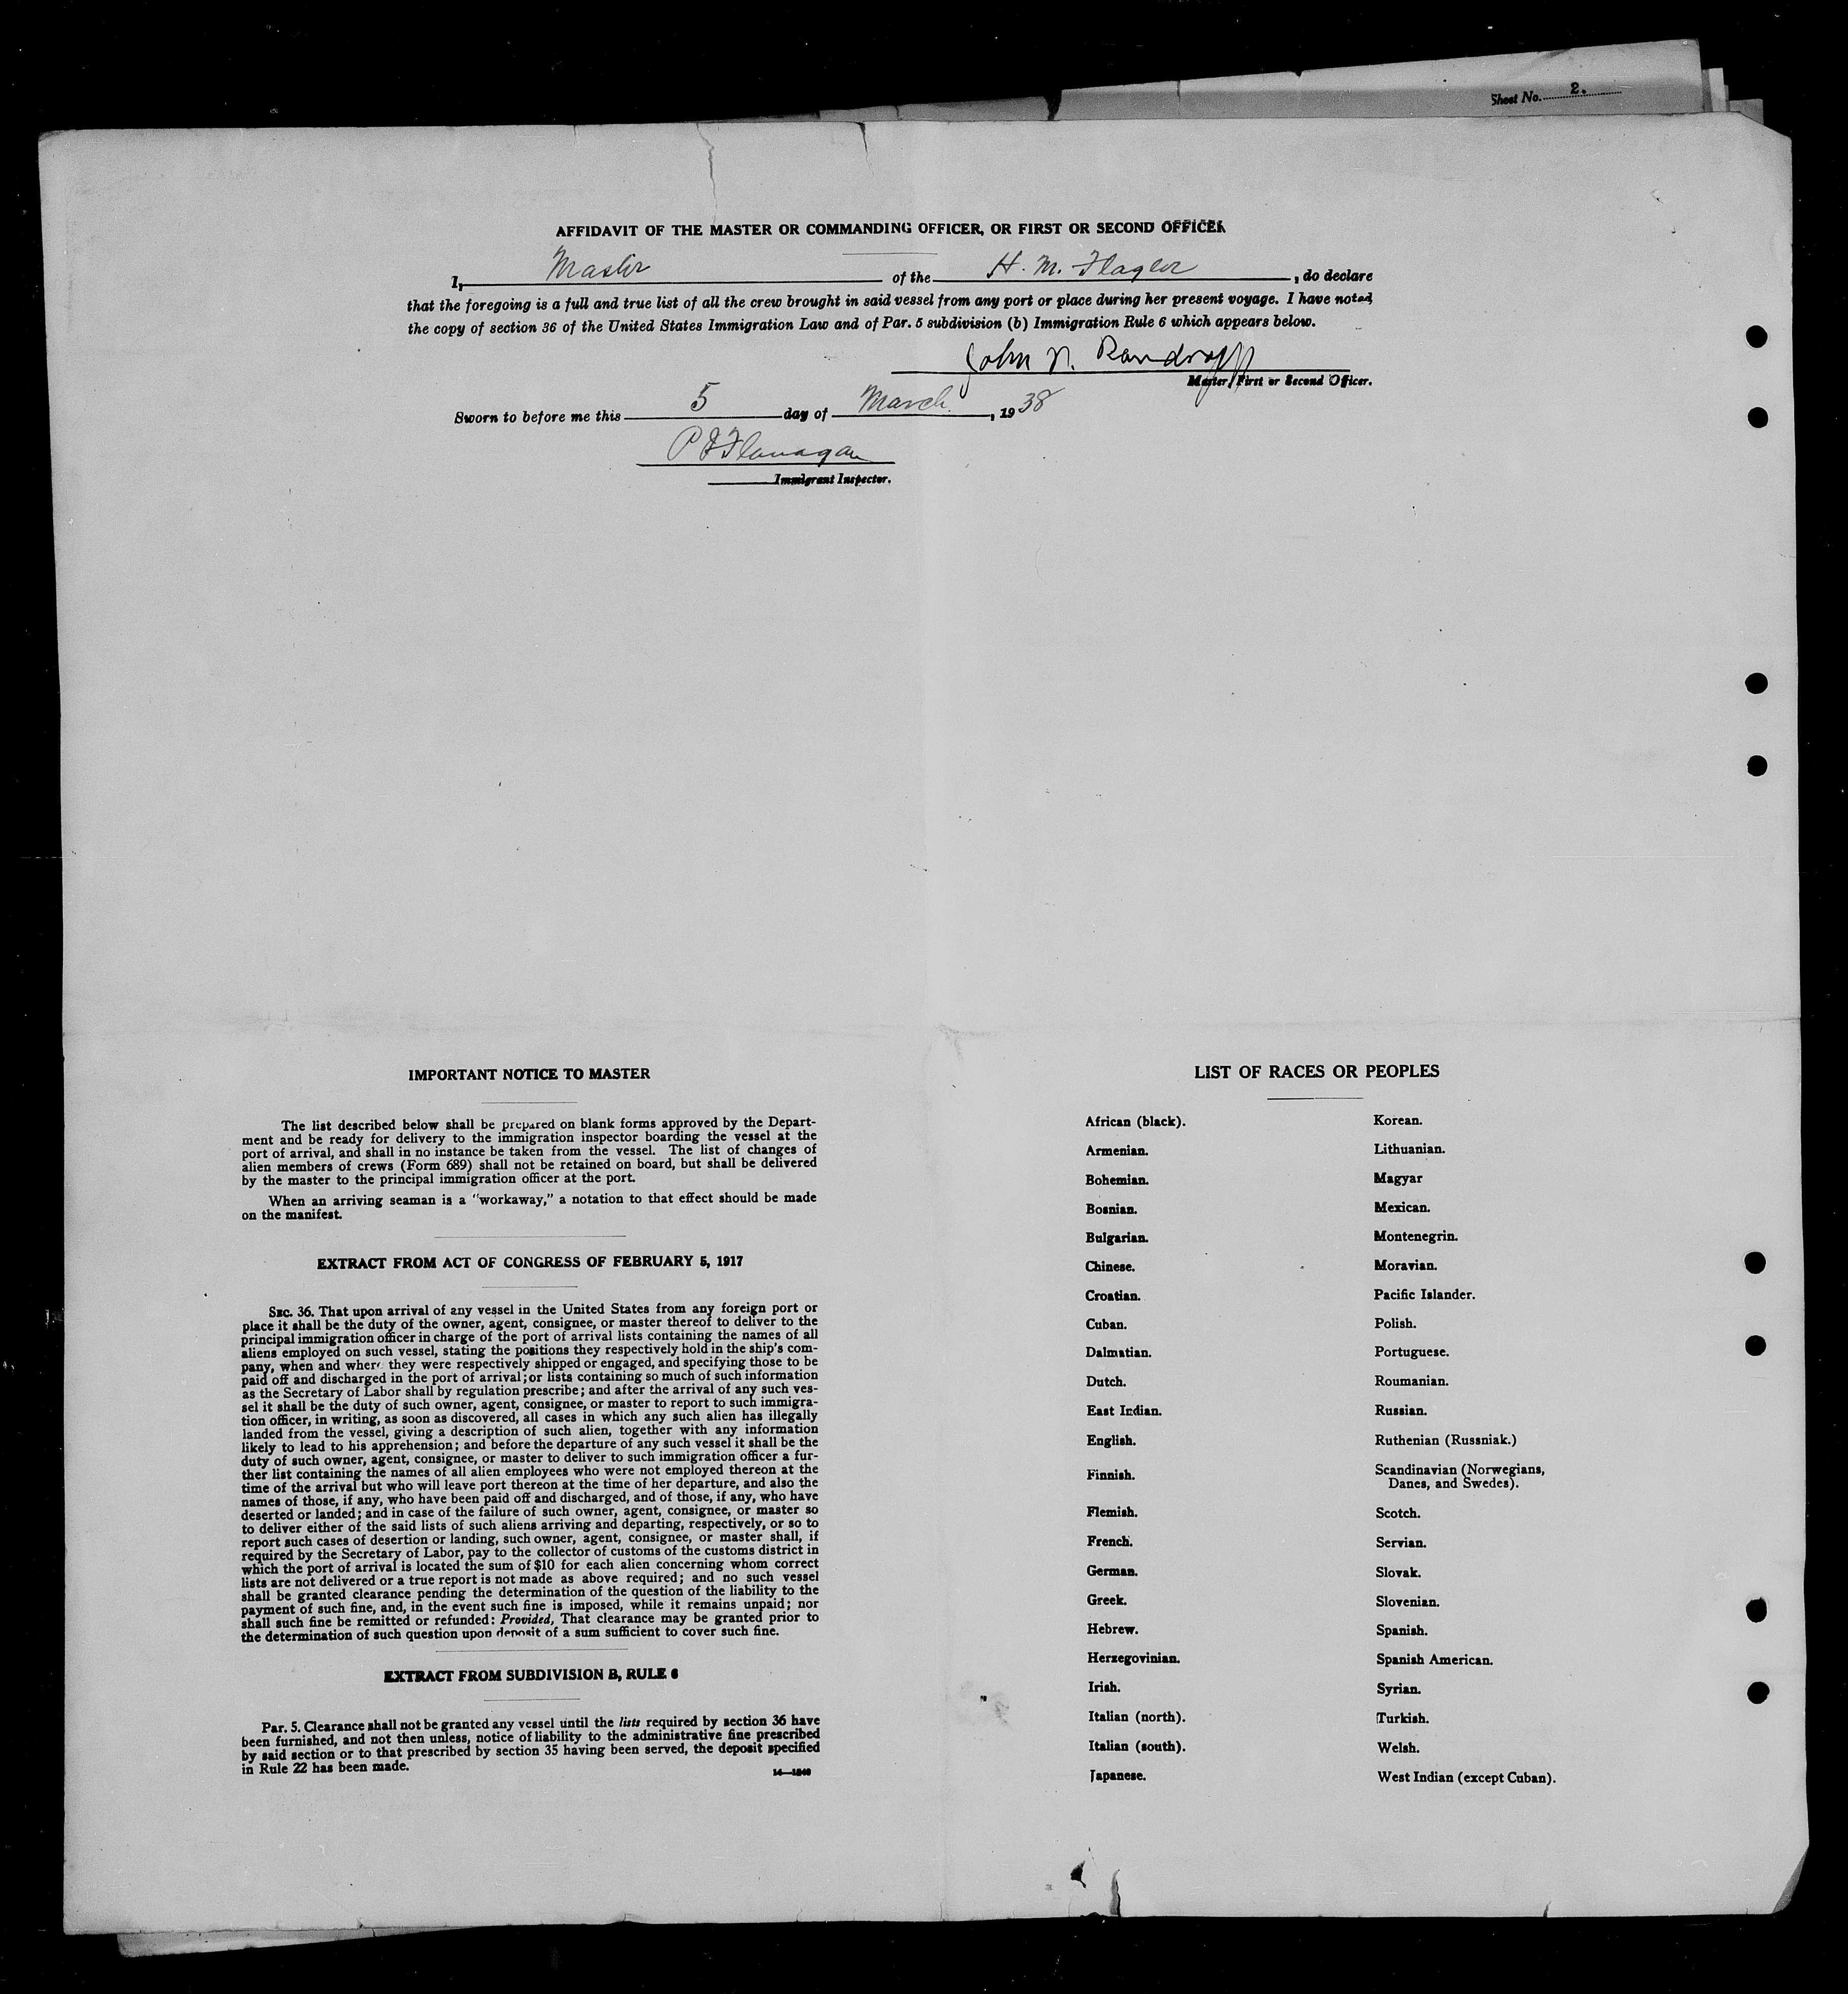 Sheet No. 2.
AFFIDAVIT OF THE MASTER OR COMMANDING OFFICER, OR FIRST OR SECOND OFFICER
I, Master of the H. M. Flagler, do declare
that the foregoing is a full and true list of all the crew brought in said vessel from any port or place during her present voyage. I have noted
the copy of section 36 of the United States Immigration Law and of Par. 5 subdivision (b) Immigration Rule 6 which appears below.
John N.
Master, First or Second Officer.
Sworn to before me this 5 day of March, 1938
P J Flanagan
Immigrant Inspector.
IMPORTANT NOTICE TO MASTER
The list described below shall be prepared on blank forms approved by the Depart-
ment and be ready for delivery to the immigration inspector boarding the vessel at the
port of arrival, and shall in no instance be taken from the vessel. The list of changes of
alien members of crews (Form 689) shall not be retained on board, but shall be delivered
by the master to the principal immigration officer at the port.
When an arriving seaman is a "workaway," a notation to that effect should be made
on the manifest.
EXTRACT FROM ACT OF CONGRESS OF FEBRUARY 5, 1917
SEC. 36. That upon arrival of any vessel in the United States from any foreign port or
place it shall be the duty of the owner, agent, consignee, or master thereof to deliver to the
principal immigration officer in charge of the port of arrival lists containing the names of all
aliens employed on such vessel, stating the positions they respectively hold in the ship's com-
pany, when and where they were respectively shipped or engaged, and specifying those to be
paid off and discharged in the port of arrival; or lists containing so much of such information
as the Secretary of Labor shall by regulation prescribe; and after the arrival of any such ves-
sel it shall be the duty of such owner, agent, consignee, or master to report to such immigra-
tion officer, in writing, as soon as discovered, all cases in which any such alien has illegally
landed from the vessel, giving a description of such alien, together with any information
likely to lead to his apprehension; and before the departure of any such vessel it shall be the
duty of such owner, agent, consignee, or master to deliver to such immigration officer a fur-
ther list containing the names of all alien employees who were not employed thereon at the
time of the arrival but who will leave port thereon at the time of her departure, and also the
names of those, if any, who have been paid off and discharged, and of those, if any, who have
deserted or landed; and in case of the failure of such owner, agent, consignee, or master so
to deliver either of the said lists of such aliens arriving and departing, respectively, or so to
report such cases of desertion or landing, such owner, agent, consignee, or master shall, if
required by the Secretary of Labor, pay to the collector of customs of the customs district in
which the port of arrival is located the sum of $10 for each alien concerning whom correct
lists are not delivered or a true report is not made as above required; and no such vessel
shall be granted clearance pending the determination of the question of the liability to the
payment of such fine, and, in the event such fine is imposed, while it remains unpaid; nor
shall such fine be remitted or refunded: Provided, That clearance may be granted prior to
the determination of such question upon deposit of a sum sufficient to cover such fine.
EXTRACT FROM SUBDIVISION B, RULE 6
Par. 5. Clearance shall not be granted any vessel until the lists required by section 36 have
been furnished, and not then unless, notice of liability to the administrative fine prescribed
by said section or to that prescribed by section 35 having been served, the deposit specified
in Rule 22 has been made.
14—1840
LIST OF RACES OR PEOPLES
African (black).
Armenian.
Bohemian.
Bosnian.
Bulgarian.
Chinese.
Croatian.
Cuban.
Dalmatian.
Dutch.
East Indian.
English.
Finnish.
Flemish.
French.
German.
Greek.
Hebrew.
Herzegovinian.
Irish.
Italian (north).
Italian (south).
Japanese.
Korean.
Lithuanian.
Magyar
Mexican.
Montenegrin.
Moravian.
Pacific Islander.
Polish.
Portuguese.
Roumanian.
Russian.
Ruthenian (Russniak.)
Scandinavian (Norwegians,
Danes, and Swedes).
Scotch.
Servian.
Slovak.
Slovenian.
Spanish.
Spanish American.
Syrian.
Turkish.
Welsh.
West Indian (except Cuban).